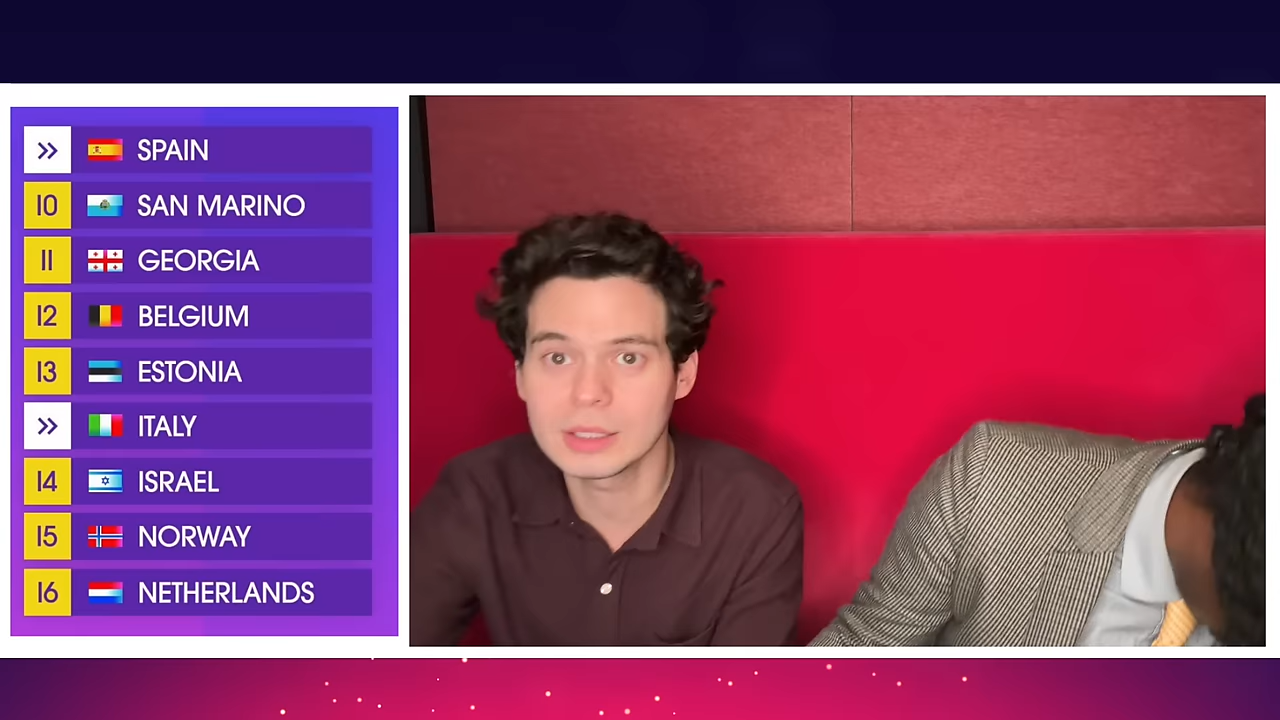 >> SPAIN
10 SAN MARINO
11 GEORGIA
12 BELGIUM
13 ESTONIA
>> ITALY
14 ISRAEL
15 NORWAY
16 NETHERLANDS